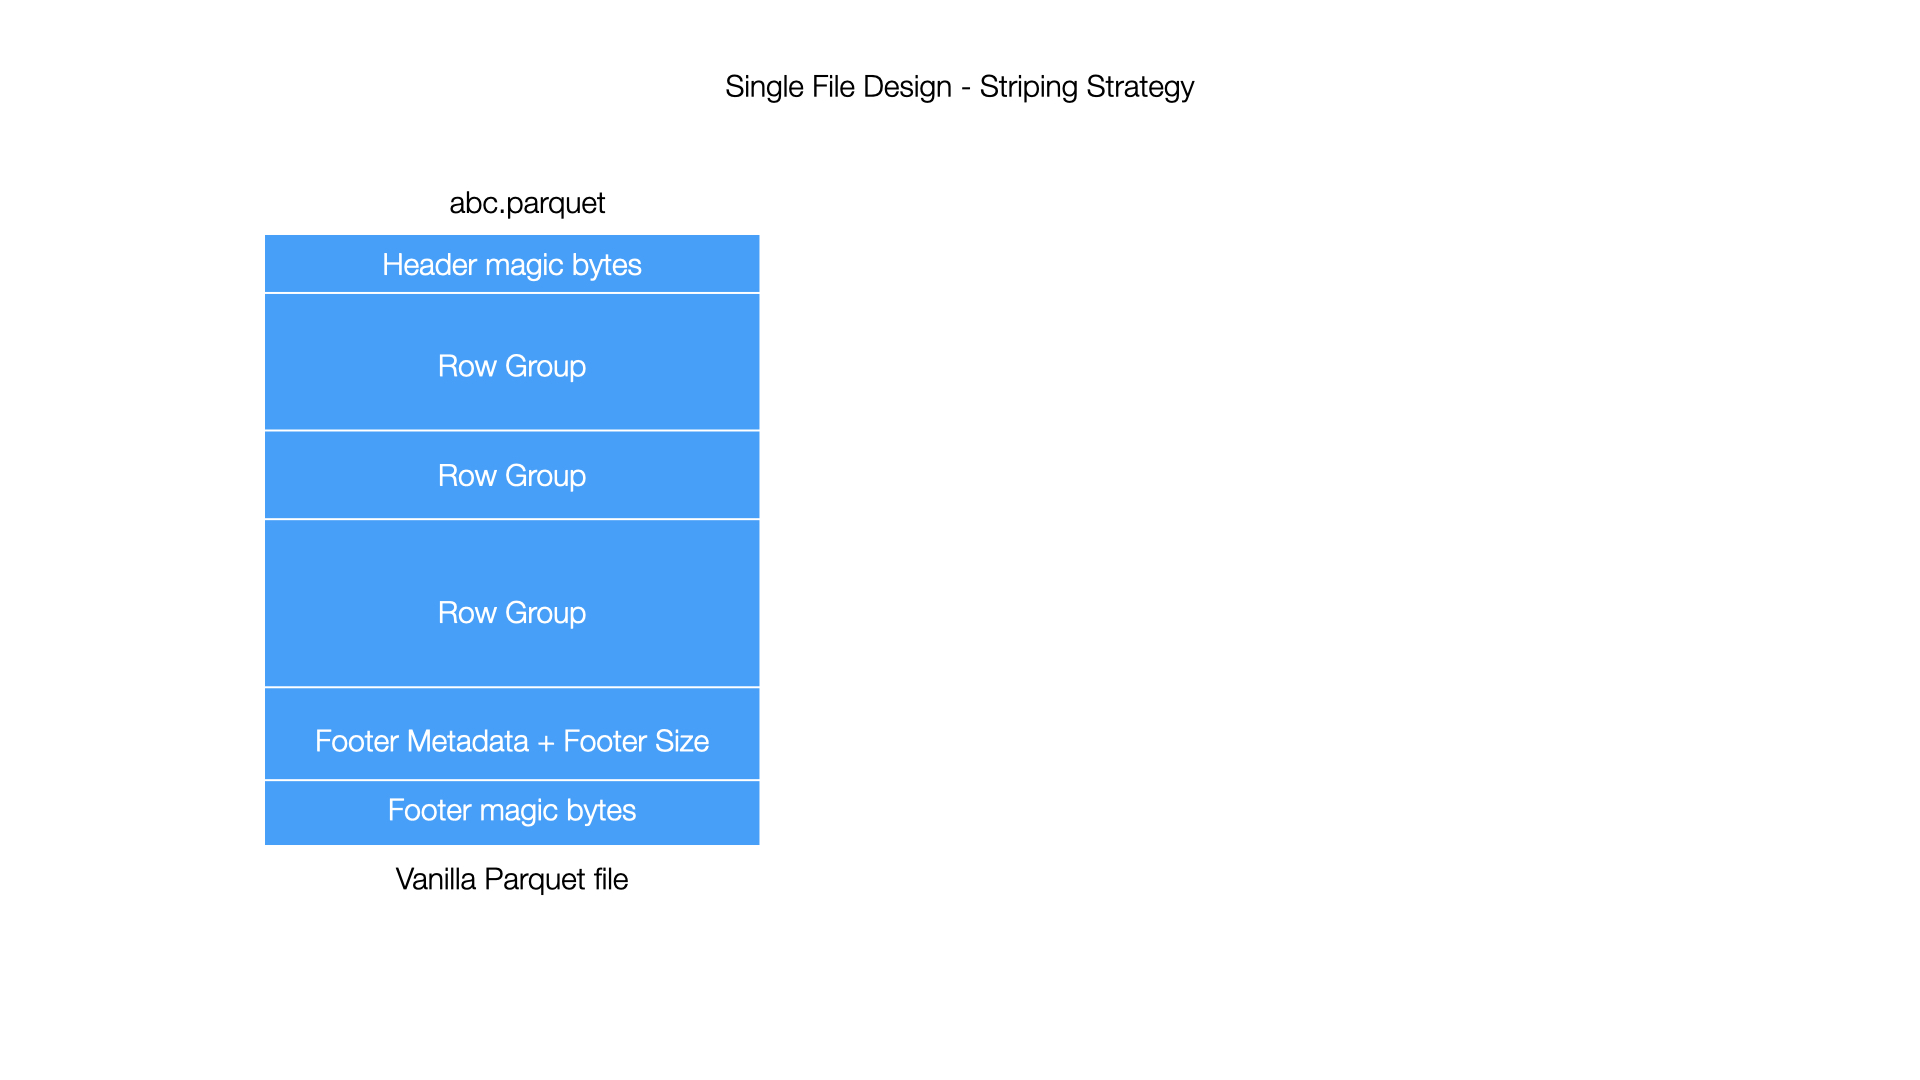 Single File Design - Striping Strategy
abc.parquet
Header magic bytes
Row Group
Row Group
Row Group
Footer Metadata + Footer Size
Footer magic bytes
Vanilla Parquet file